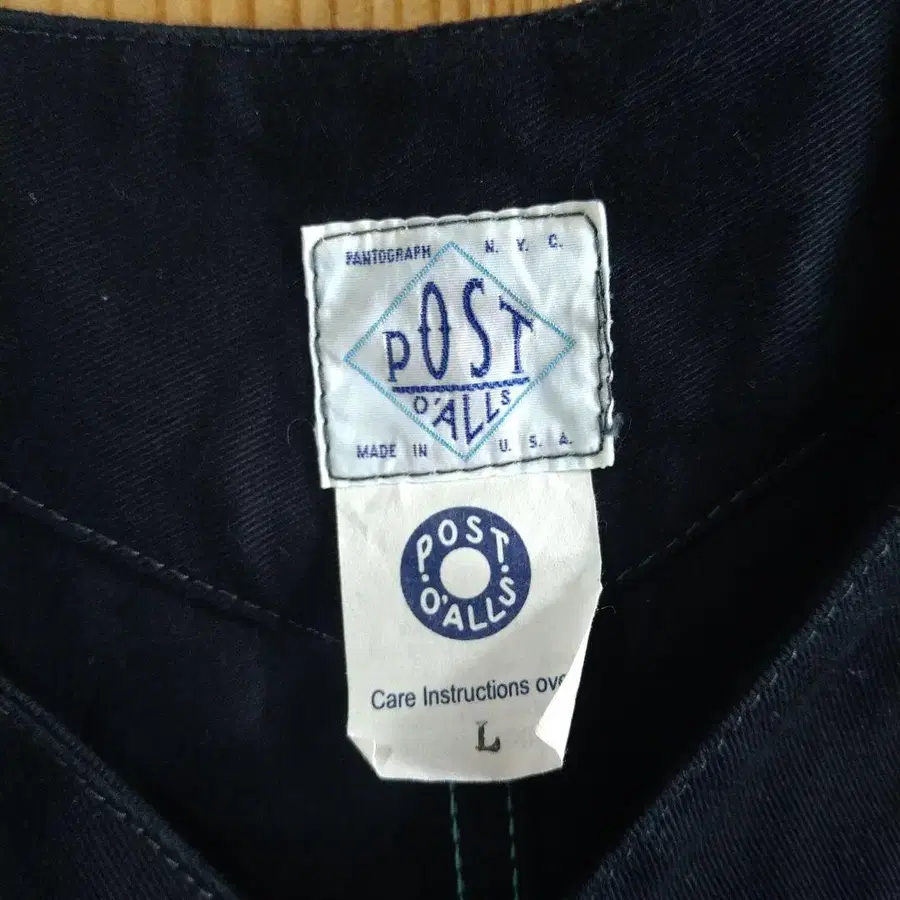 PANTOGRAPH N. Y. C.
POST
O'ALLS
MADE IN U. S. A.
POST.
O'ALLS.
Care Instructions ove
L